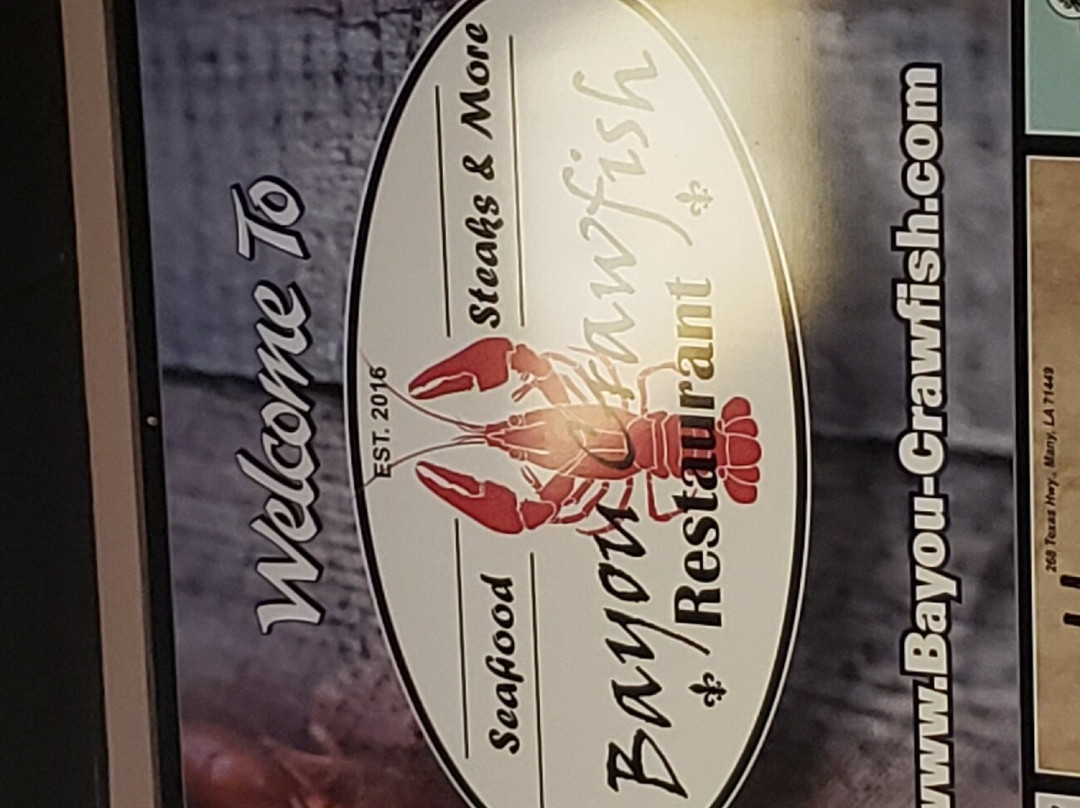 Welcome To
EST. 2016
Seafood
Steaks & More
Bayou Crawfish
Restaurant
www.Bayou-Crawfish.com
268 Texas Hwy., Many, LA 71449